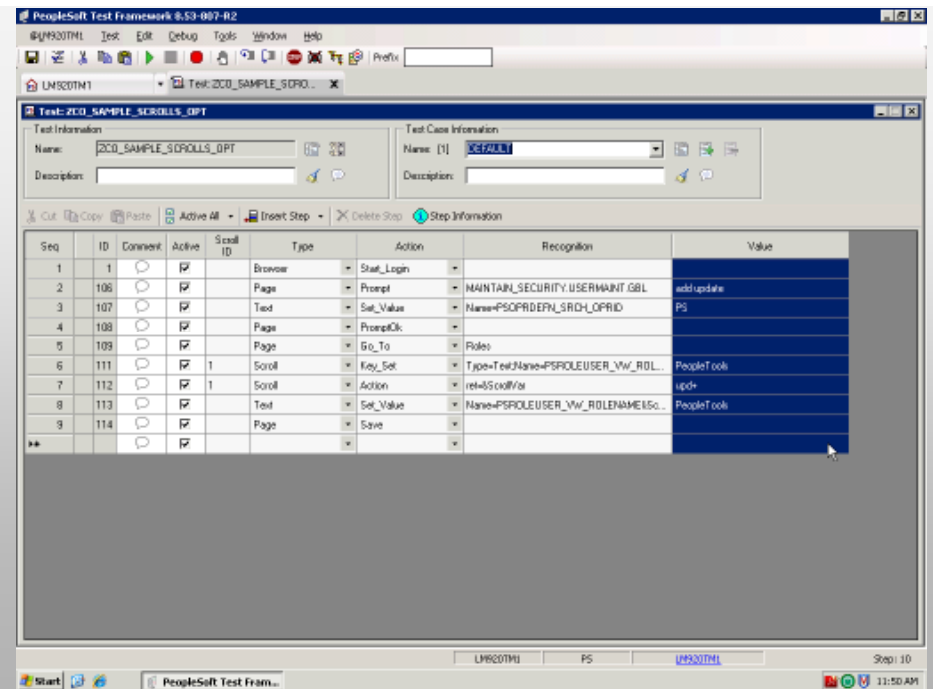 PeopleSoft Test Framework 8.53-007-R2
@LM920TM1 Test Edit Debug Tools Window Help
Prefix
LM920TM1 Test: ZCO_SAMPLE_SCRO...
Test: ZCO_SAMPLE_SCROLLS_OPT
Test Information Test Case Information
Name: ZCO_SAMPLE_SCROLLS_OPT Name: [1] DEFAULT
Description: Description:
Cut Copy Paste Active All Insert Step Delete Step Step Information
Seq ID Comment Active Scroll ID Type Action Recognition Value
1 1 Browser Start_Login
2 106 Page Prompt MAINTAIN_SECURITY.USERMAINT.GBL add update
3 107 Text Set_Value Name=PSOPRDEFN_SRCH_OPRID PS
4 108 Page PromptOk
5 109 Page Go_To Roles
6 111 1 Scroll Key_Set Type=Text;Name=PSROLEUSER_VW_ROL... PeopleTools
7 112 1 Scroll Action ret=&ScrollVar upd+
8 113 Text Set_Value Name=PSROLEUSER_VW_ROLENAME&Sc... PeopleTools
9 114 Page Save
LM920TM1 PS LM920TM1 Step: 10
Start PeopleSoft Test Fram... 11:50 AM